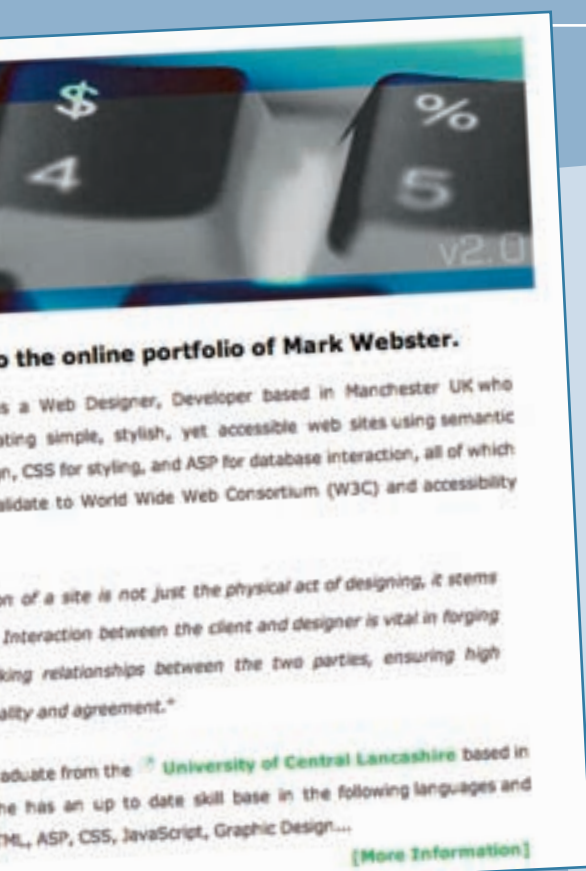 $ %
4 5
v2.0
o the online portfolio of Mark Webster.
s a Web Designer, Developer based in Manchester UK who
ating simple, stylish, yet accessible web sites using semantic
n, CSS for styling, and ASP for database interaction, all of which
alidate to World Wide Web Consortium (W3C) and accessibility
on of a site is not just the physical act of designing, it stems
Interaction between the client and designer is vital in forging
king relationships between the two parties, ensuring high
ality and agreement."
aduate from the University of Central Lancashire based in
he has an up to date skill base in the following languages and
TML, ASP, CSS, JavaScript, Graphic Design...
[More Information]